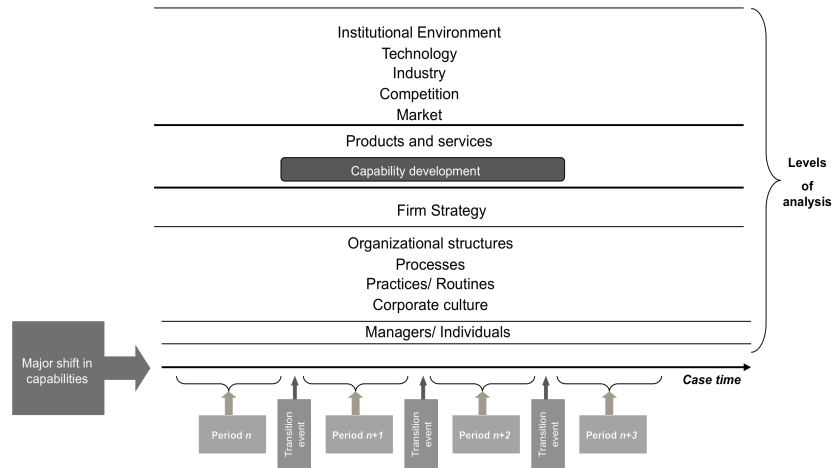 Institutional Environment
Technology
Industry
Competition
Market
Products and services
Capability development
Levels
of
analysis
Firm Strategy
Organizational structures
Processes
Practices/ Routines
Corporate culture
Managers/ Individuals
Major shift in
capabilities
Case time
Period n
Transition
event
Period n+1
Transition
event
Period n+2
Transition
event
Period n+3